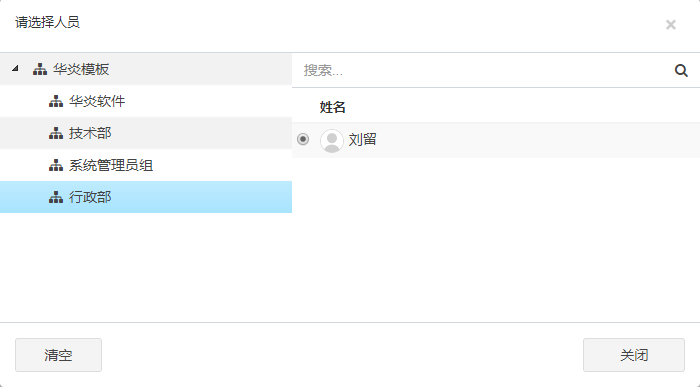 请选择人员
华炎模板
华炎软件
技术部
系统管理员组
行政部
搜索...
姓名
刘留
清空
关闭